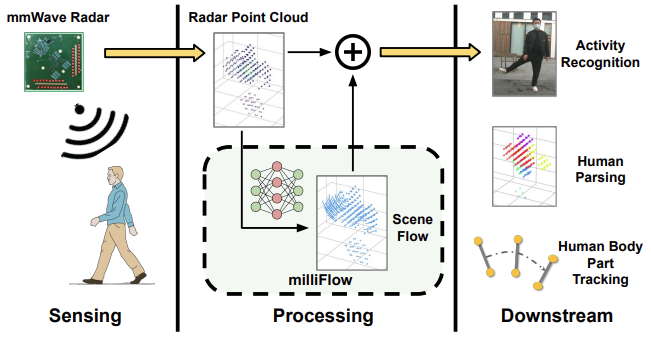 mmWave Radar
Radar Point Cloud
Activity
Recognition
Human
Parsing
Scene
Flow
milliFlow
Human Body
Part
Tracking
Sensing
Processing
Downstream